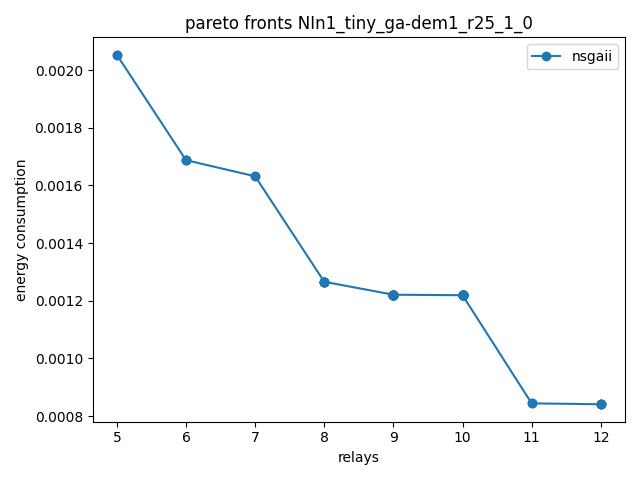 pareto fronts NIn1_tiny_ga-dem1_r25_1_0
nsgaii
energy consumption
0.0020
0.0018
0.0016
0.0014
0.0012
0.0010
0.0008
5 6 7 8 9 10 11 12
relays